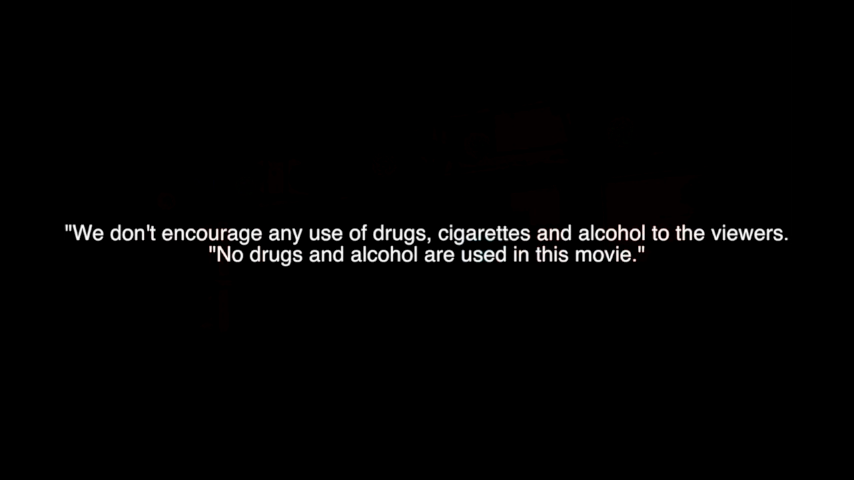 "We don't encourage any use of drugs, cigarettes and alcohol to the viewers.
"No drugs and alcohol are used in this movie."